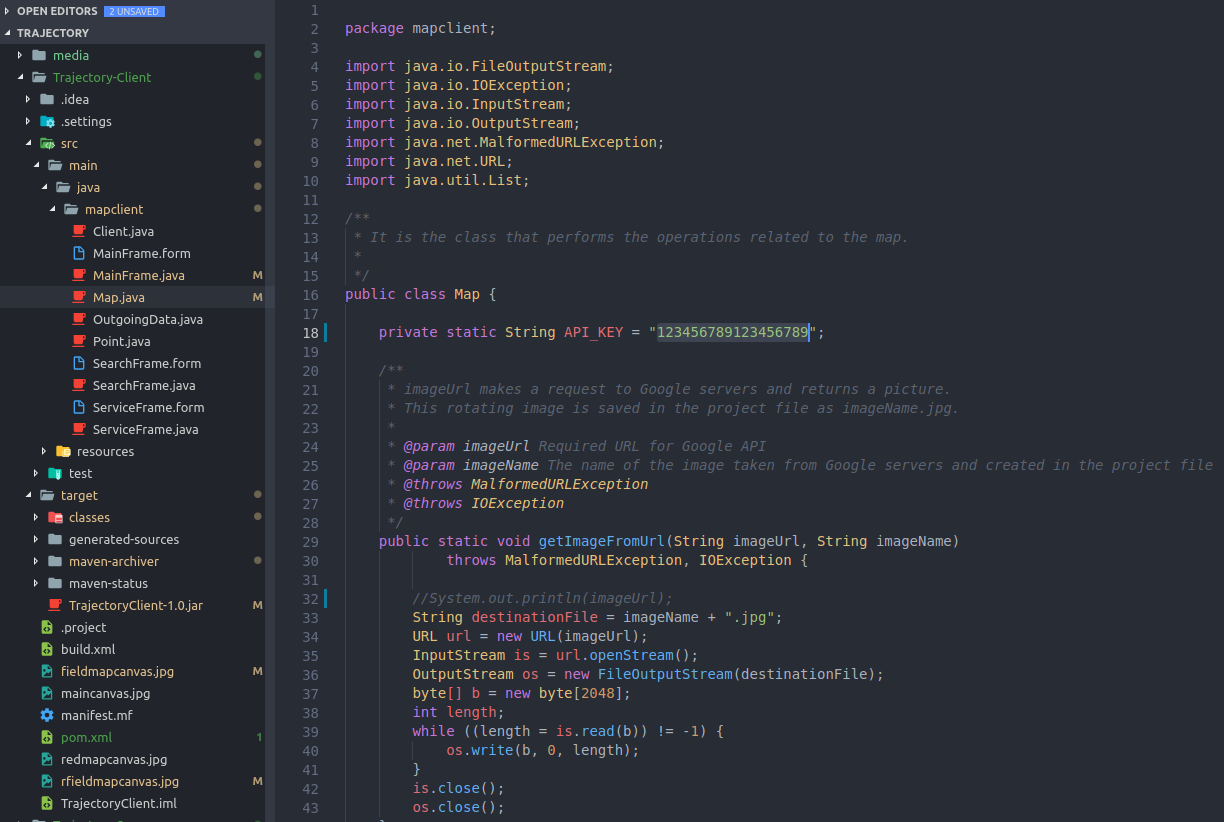 OPEN EDITORS 2 UNSAVED
TRAJECTORY
media
Trajectory-Client
.idea
.settings
src
main
java
mapclient
Client.java
MainFrame.form
MainFrame.java M
Map.java M
OutgoingData.java
Point.java
SearchFrame.form
SearchFrame.java
ServiceFrame.form
ServiceFrame.java
resources
test
target
classes
generated-sources
maven-archiver
maven-status
TrajectoryClient-1.0.jar M
.project
build.xml
fieldmapcanvas.jpg M
maincanvas.jpg
manifest.mf
pom.xml 1
redmapcanvas.jpg
rfieldmapcanvas.jpg M
TrajectoryClient.iml
1
2 package mapclient;
3
4 import java.io.FileOutputStream;
5 import java.io.IOException;
6 import java.io.InputStream;
7 import java.io.OutputStream;
8 import java.net.MalformedURLException;
9 import java.net.URL;
10 import java.util.List;
11
12 /**
13 * It is the class that performs the operations related to the map.
14 *
15 */
16 public class Map {
17
18 private static String API_KEY = "123456789123456789";
19
20 /**
21 * imageUrl makes a request to Google servers and returns a picture.
22 * This rotating image is saved in the project file as imageName.jpg.
23 *
24 * @param imageUrl Required URL for Google API
25 * @param imageName The name of the image taken from Google servers and created in the project file
26 * @throws MalformedURLException
27 * @throws IOException
28 */
29 public static void getImageFromUrl(String imageUrl, String imageName)
30 throws MalformedURLException, IOException {
31
32 //System.out.println(imageUrl);
33 String destinationFile = imageName + ".jpg";
34 URL url = new URL(imageUrl);
35 InputStream is = url.openStream();
36 OutputStream os = new FileOutputStream(destinationFile);
37 byte[] b = new byte[2048];
38 int length;
39 while ((length = is.read(b)) != -1) {
40 os.write(b, 0, length);
41 }
42 is.close();
43 os.close();